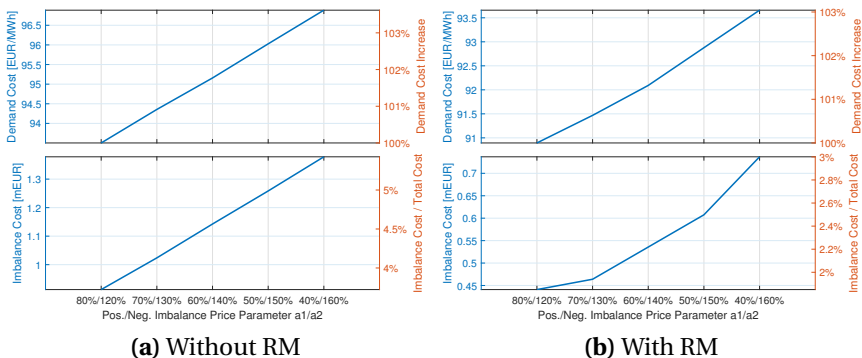 Demand Cost [EUR/MWh]
96.5
96
95.5
95
94.5
94
103%
102%
101%
100%
Demand Cost Increase
Imbalance Cost [mEUR]
1.3
1.2
1.1
1
5%
4.5%
4%
Imbalance Cost / Total Cost
80%/120% 70%/130% 60%/140% 50%/150% 40%/160%
Pos./Neg. Imbalance Price Parameter a1/a2
(a) Without RM
Demand Cost [EUR/MWh]
93.5
93
92.5
92
91.5
91
103%
102%
101%
100%
Demand Cost Increase
Imbalance Cost [mEUR]
0.7
0.65
0.6
0.55
0.5
0.45
3%
2.8%
2.6%
2.4%
2.2%
2%
Imbalance Cost / Total Cost
80%/120% 70%/130% 60%/140% 50%/150% 40%/160%
Pos./Neg. Imbalance Price Parameter a1/a2
(b) With RM